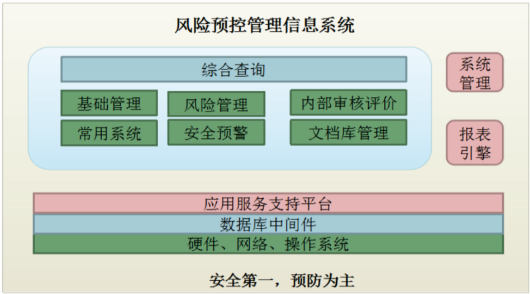 风险预控管理信息系统
综合查询
基础管理 风险管理 内部审核评价
常用系统 安全预警 文档库管理
系统
管理
报表
引擎
应用服务支持平台
数据库中间件
硬件、网络、操作系统
安全第一，预防为主